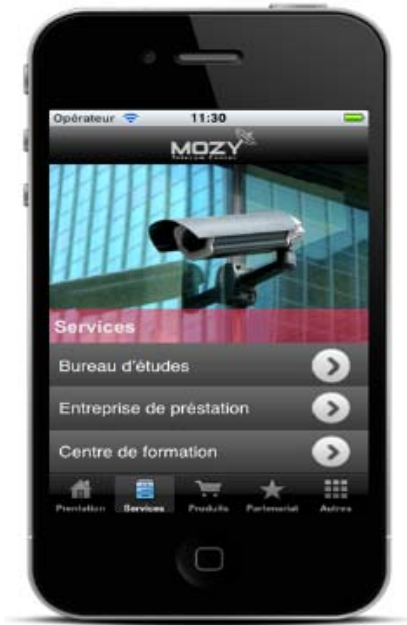 Opérateur 11:30
MOZY
Telecom Center
Services
Bureau d'études
Entreprise de préstation
Centre de formation
Prestation Services Produits Partenariat Autres